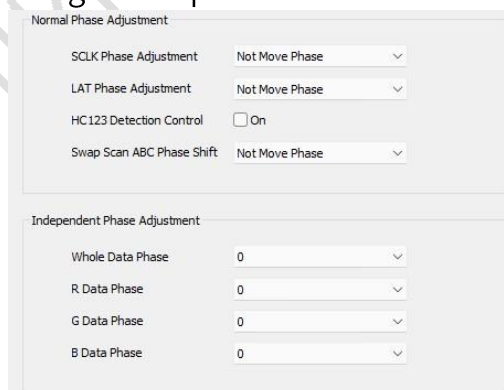 Normal Phase Adjustment
SCLK Phase Adjustment Not Move Phase
LAT Phase Adjustment Not Move Phase
HC123 Detection Control On
Swap Scan ABC Phase Shift Not Move Phase
Independent Phase Adjustment
Whole Data Phase 0
R Data Phase 0
G Data Phase 0
B Data Phase 0